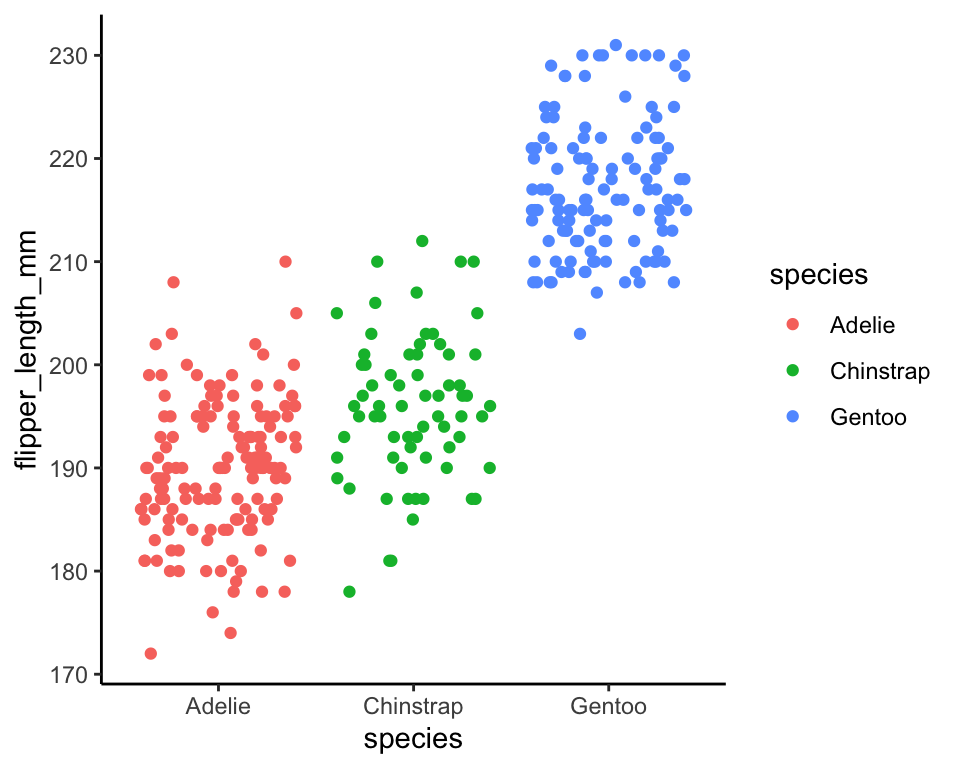 flipper_length_mm
230
220
210
200
190
180
170
Adelie Chinstrap Gentoo
species
species
Adelie
Chinstrap
Gentoo